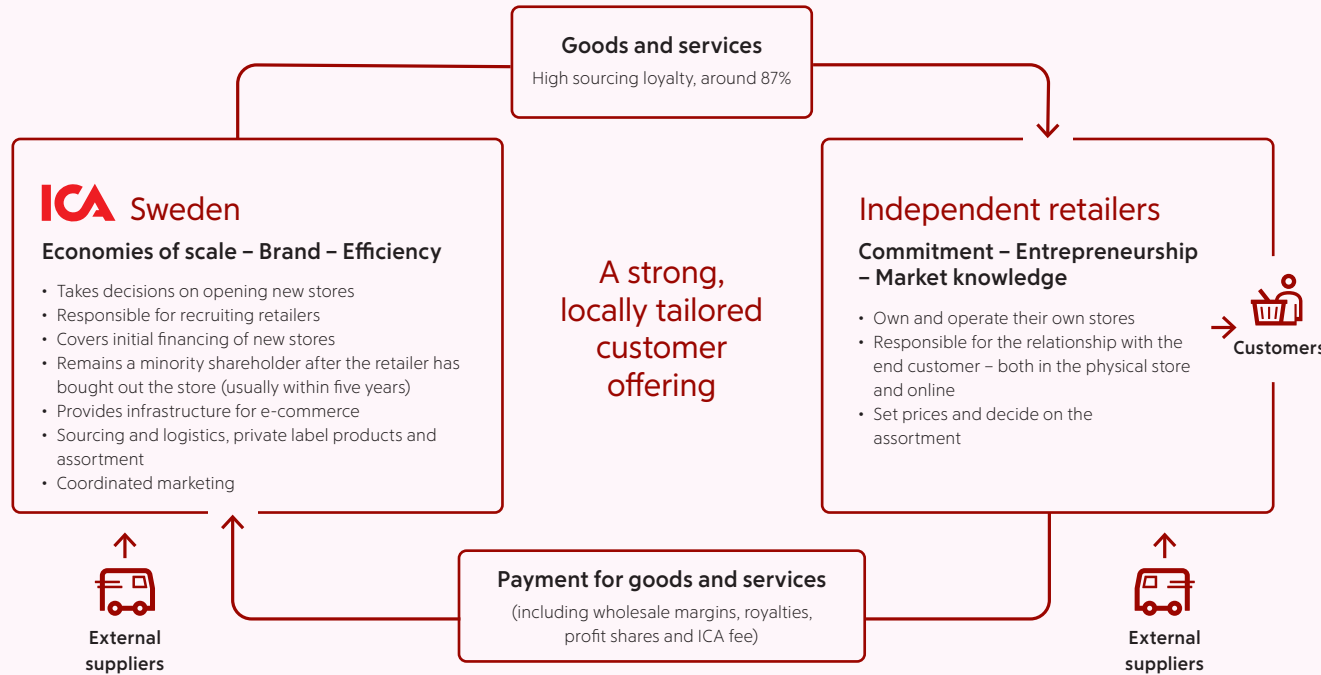 Goods and services
High sourcing loyalty, around 87%
ICA Sweden
Economies of scale – Brand – Efficiency
• Takes decisions on opening new stores
• Responsible for recruiting retailers
• Covers initial financing of new stores
• Remains a minority shareholder after the retailer has
bought out the store (usually within five years)
• Provides infrastructure for e-commerce
• Sourcing and logistics, private label products and
assortment
• Coordinated marketing
A strong,
locally tailored
customer
offering
Independent retailers
Commitment – Entrepreneurship
– Market knowledge
• Own and operate their own stores
• Responsible for the relationship with the
end customer – both in the physical store
and online
• Set prices and decide on the
assortment
Customers
External
suppliers
Payment for goods and services
(including wholesale margins, royalties,
profit shares and ICA fee)
External
suppliers